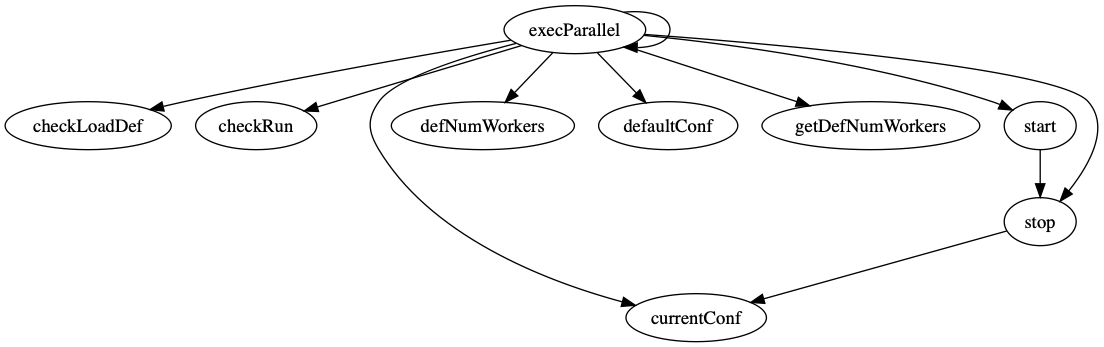 execParallel
checkLoadDef
checkRun
defNumWorkers
defaultConf
getDefNumWorkers
start
stop
currentConf